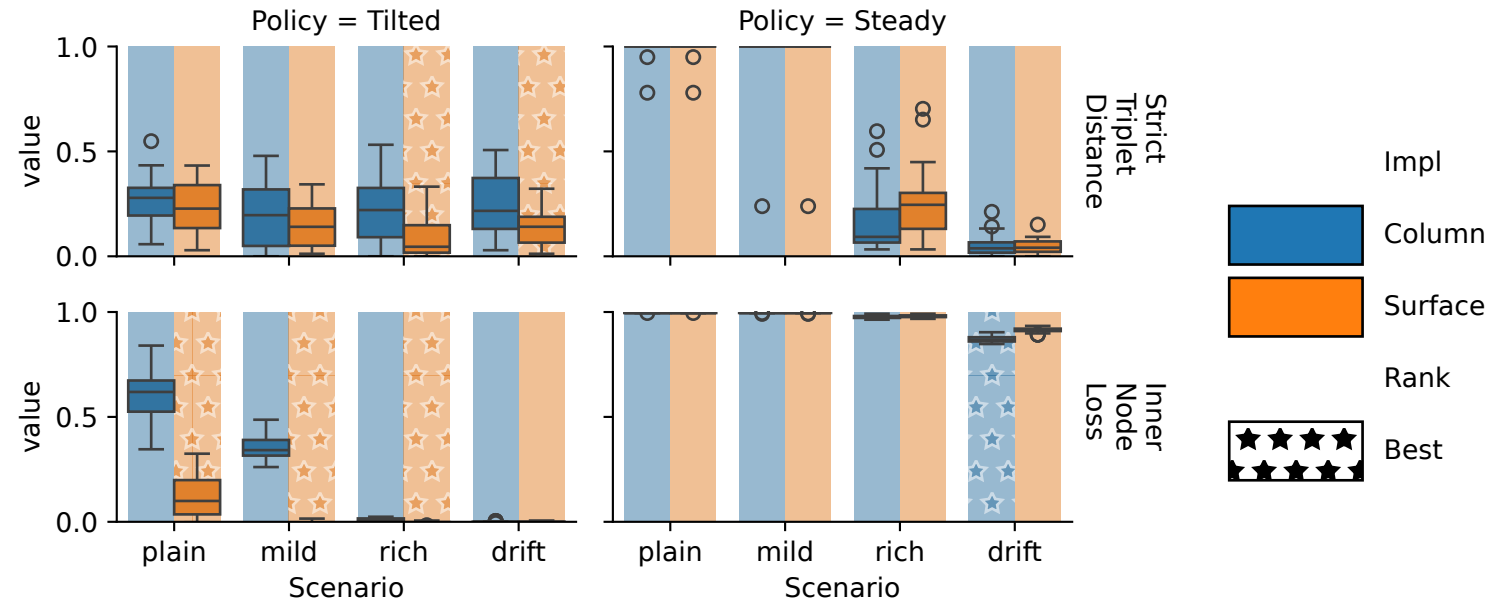 Policy = Tilted
Policy = Steady
1.0
0.5
0.0
value
Strict
Triplet
Distance
1.0
0.5
0.0
value
Inner
Node
Loss
plain
mild
rich
drift
plain
mild
rich
drift
Scenario
Scenario
Impl
Column
Surface
Rank
Best